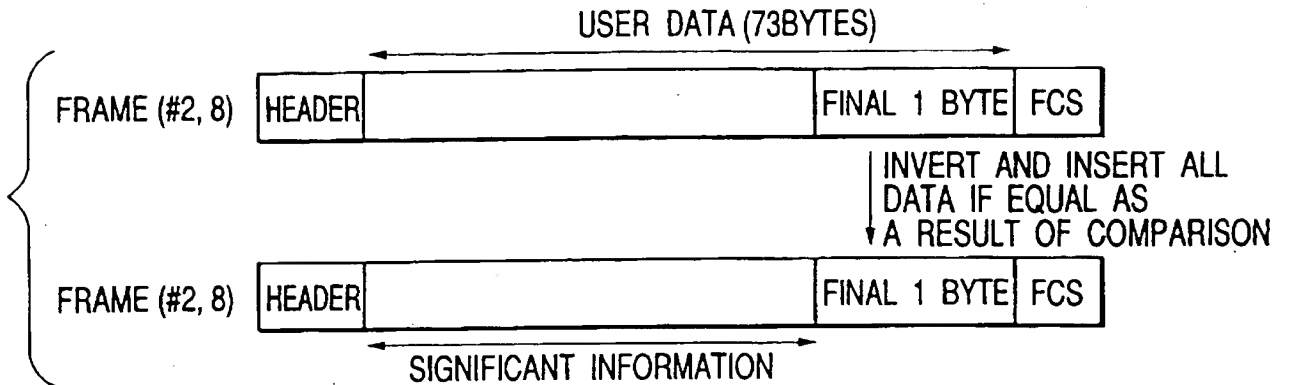 USER DATA (73BYTES)
FRAME (#2, 8) HEADER FINAL 1 BYTE FCS
INVERT AND INSERT ALL
DATA IF EQUAL AS
A RESULT OF COMPARISON
FRAME (#2, 8) HEADER FINAL 1 BYTE FCS
SIGNIFICANT INFORMATION